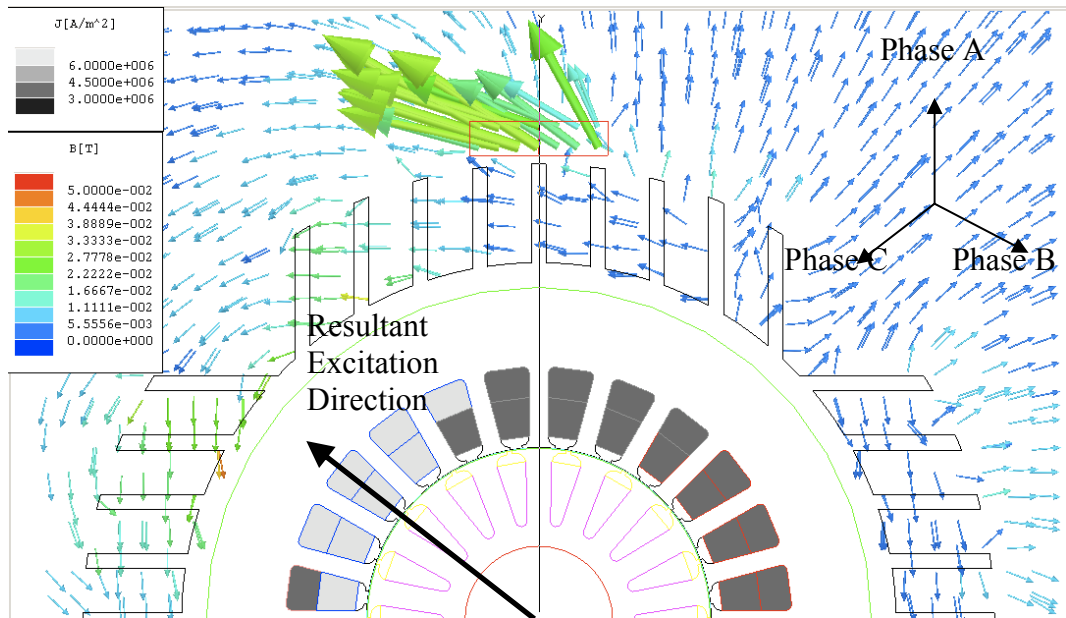 J[A/m^2]
6.0000e+006
4.5000e+006
3.0000e+006
B[T]
5.0000e-002
4.4444e-002
3.8889e-002
3.3333e-002
2.7778e-002
2.2222e-002
1.6667e-002
1.1111e-002
5.5556e-003
0.0000e+000
Y
Phase A
Phase C
Phase B
Resultant
Excitation
Direction